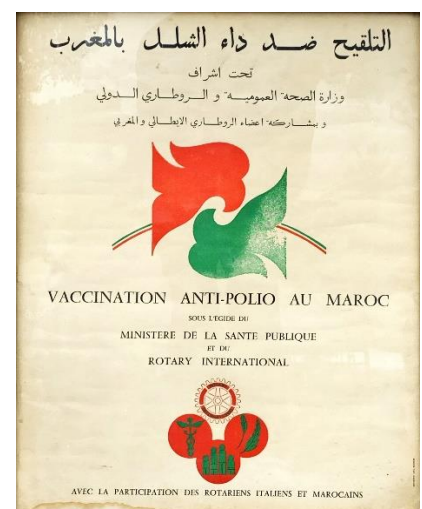 التلقيح ضد داء الشلل بالمغرب
تحت اشراف
وزارة الصحة العمومية و الروطاري الدولي
و بمشاركة اعضاء الروطاري الايطالي و المغربي
VACCINATION ANTI-POLIO AU MAROC
SOUS L'EGIDE DU
MINISTERE DE LA SANTE PUBLIQUE
ET DU
ROTARY INTERNATIONAL
AVEC LA PARTICIPATION DES ROTARIENS ITALIENS ET MAROCAINS